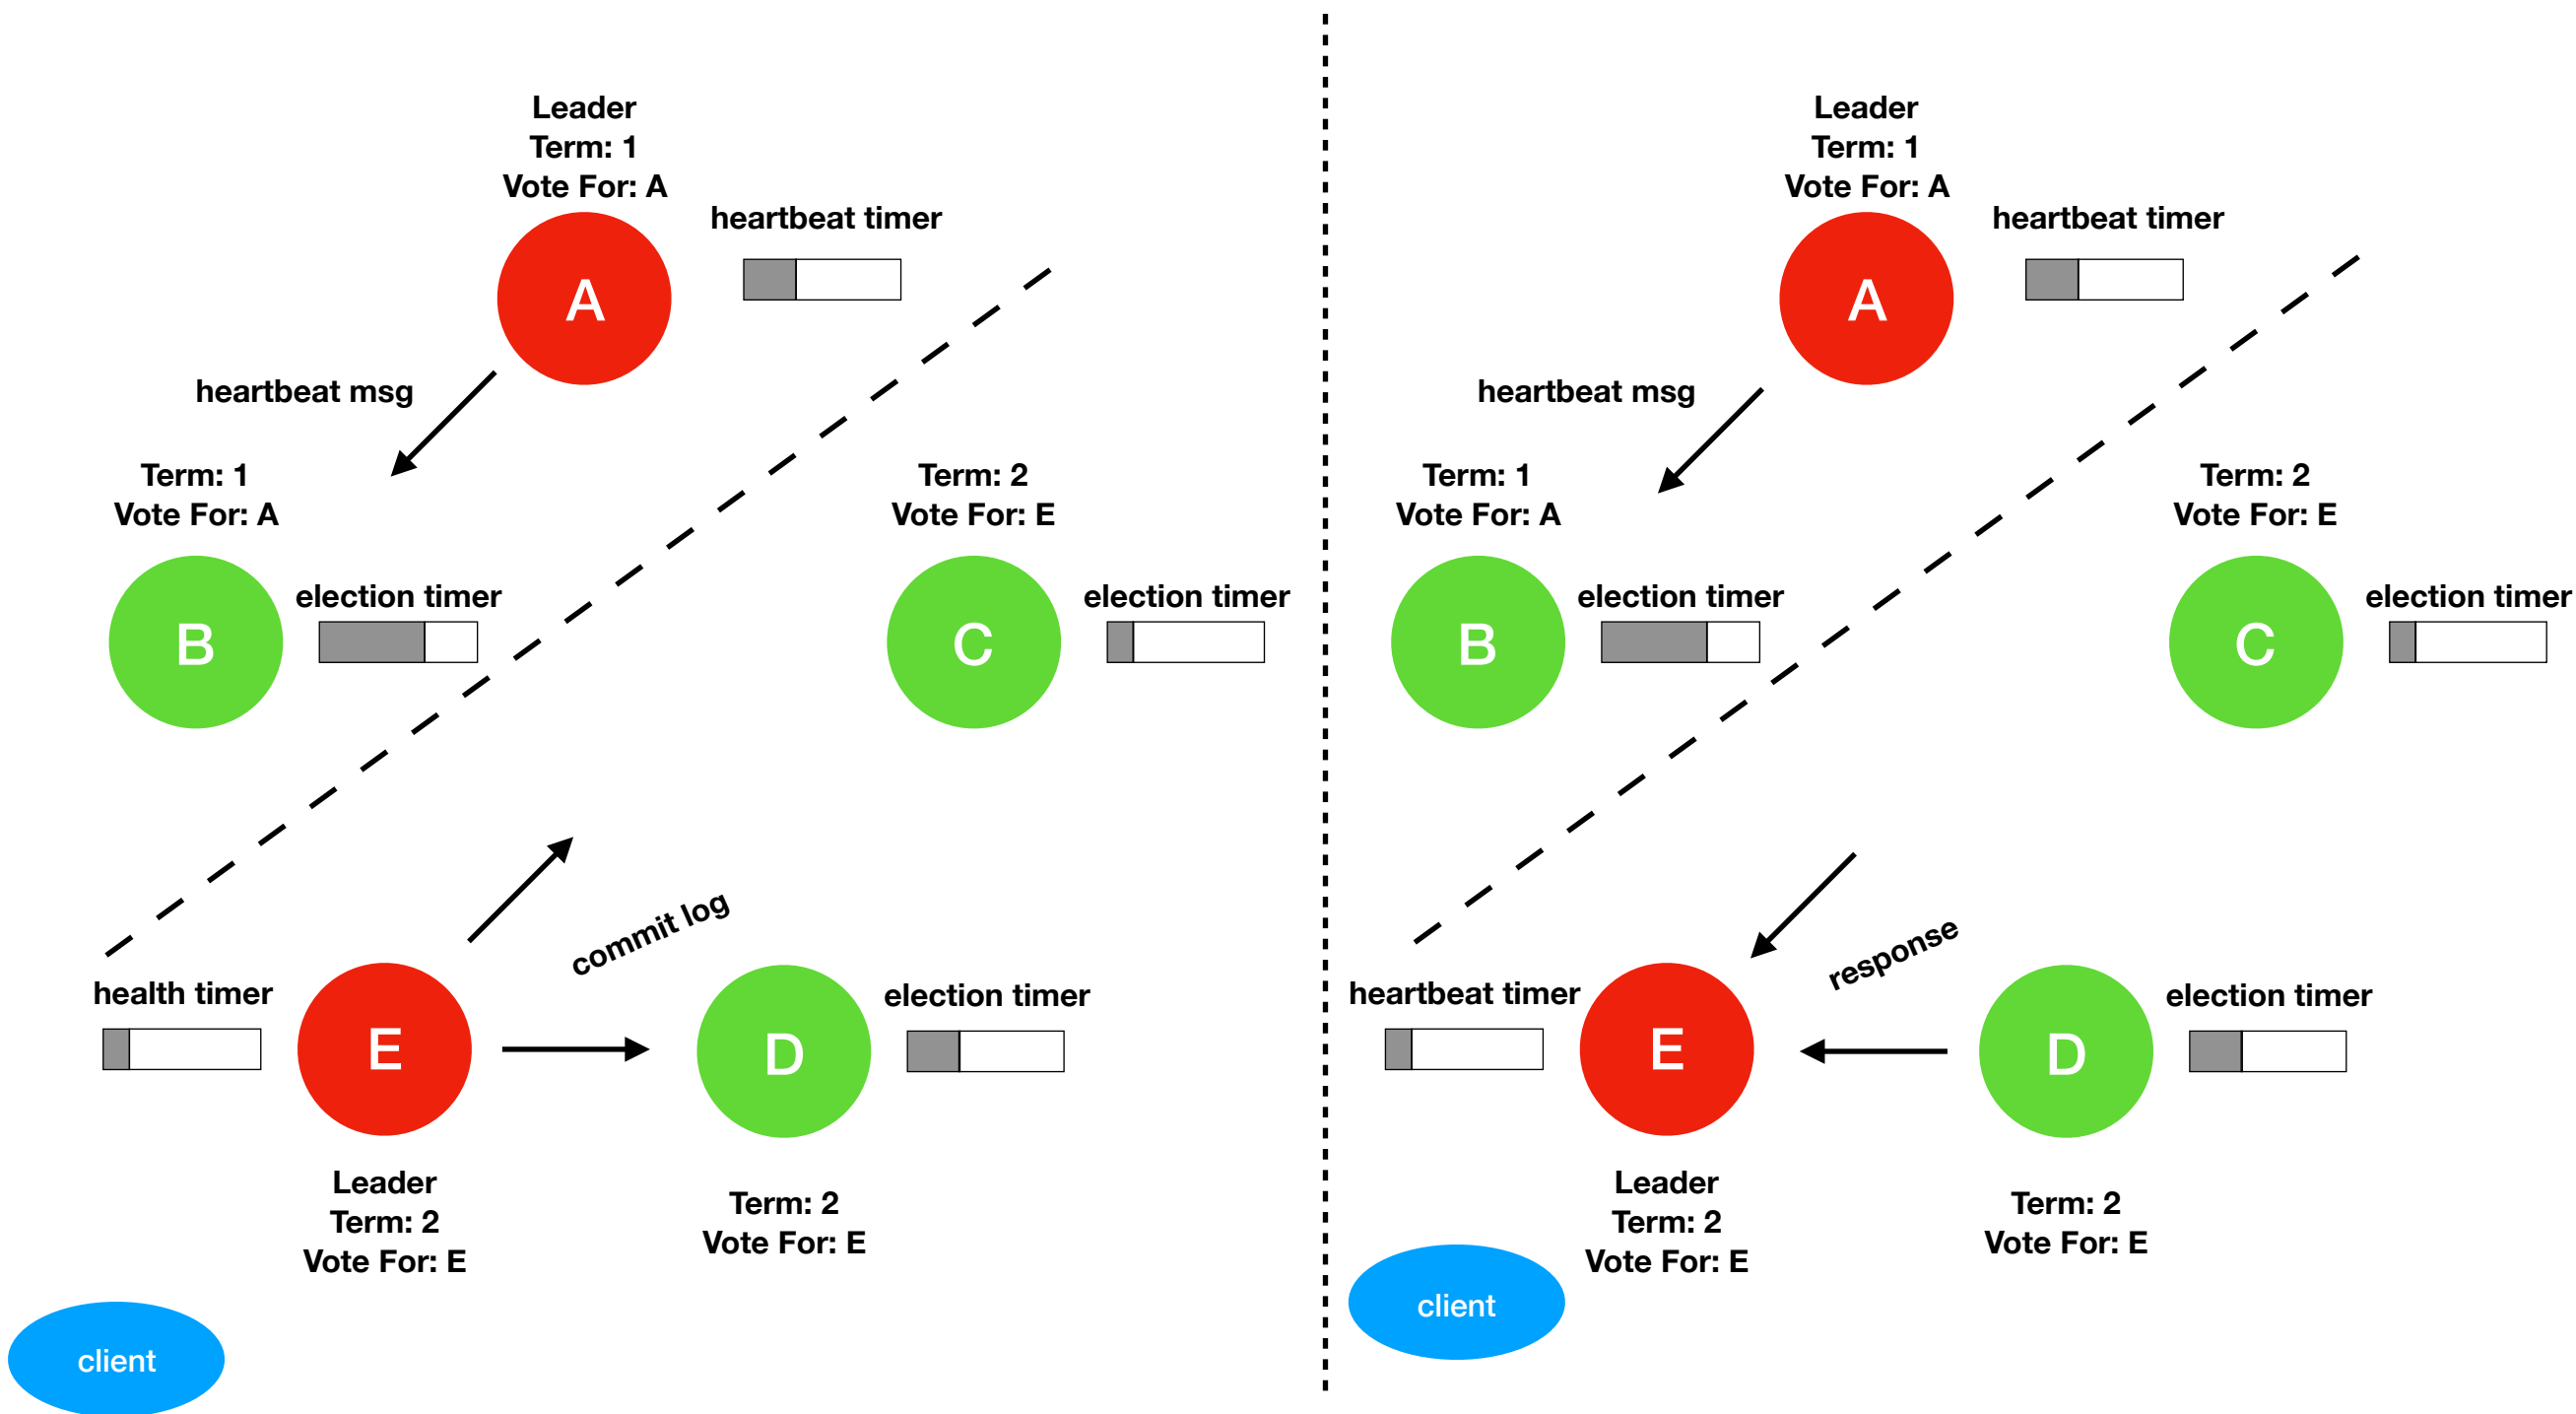 Leader
Term: 1
Vote For: A
heartbeat timer
A
heartbeat msg
Term: 1
Vote For: A
B
election timer
Term: 2
Vote For: E
C
election timer
commit log
health timer
E
D
election timer
Leader
Term: 2
Vote For: E
Term: 2
Vote For: E
client
Leader
Term: 1
Vote For: A
heartbeat timer
A
heartbeat msg
Term: 1
Vote For: A
B
election timer
Term: 2
Vote For: E
C
election timer
response
heartbeat timer
E
D
election timer
Leader
Term: 2
Vote For: E
Term: 2
Vote For: E
client